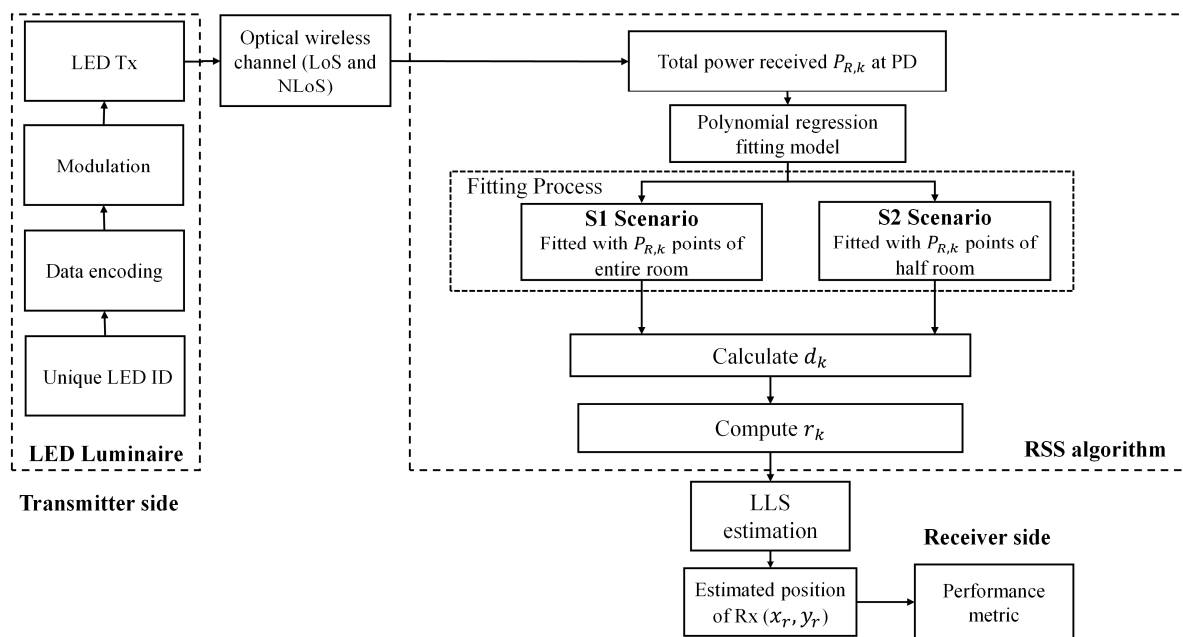 LED Tx
Modulation
Data encoding
Unique LED ID
LED Luminaire
Transmitter side
Optical wireless
channel (LoS and
NLoS)
Total power received P_{R,k} at PD
Polynomial regression
fitting model
Fitting Process
S1 Scenario
Fitted with P_{R,k} points of
entire room
S2 Scenario
Fitted with P_{R,k} points of
half room
Calculate d_k
Compute r_k
RSS algorithm
LLS
estimation
Receiver side
Estimated position
of Rx (x_r, y_r)
Performance
metric